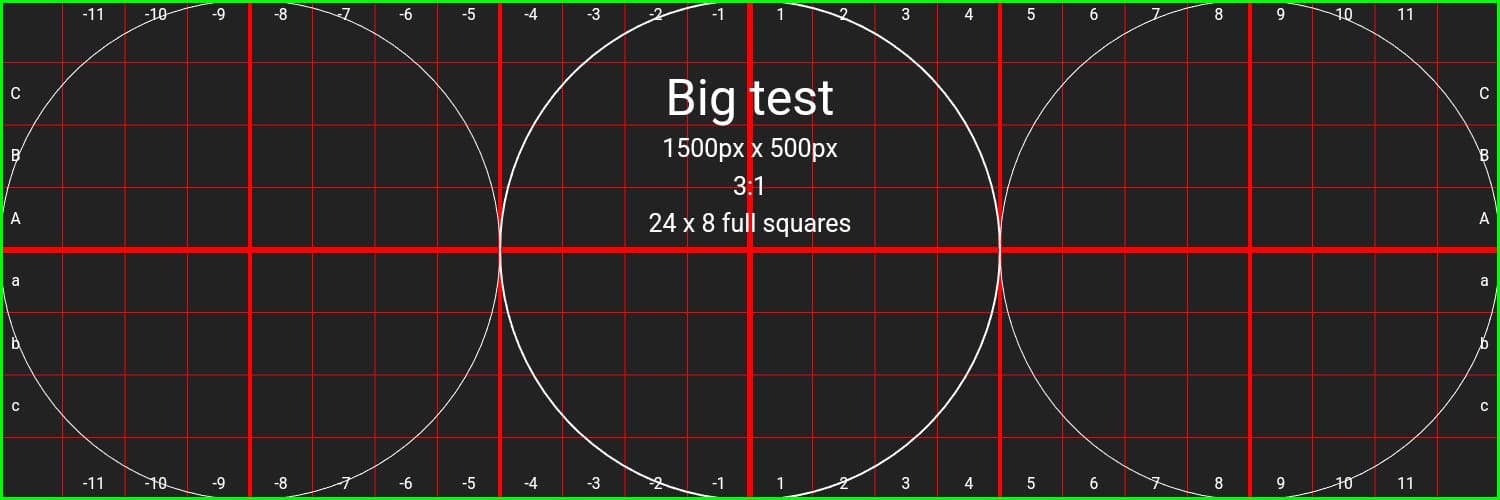 -11 -10 -9 -8 -7 -6 -5 -4 -3 -2 -1 1 2 3 4 5 6 7 8 9 10 11
C C
Big test
1500px x 500px
B B
3:1
A A
24 x 8 full squares
a a
b b
c c
-11 -10 -9 -8 -7 -6 -5 -4 -3 -2 -1 1 2 3 4 5 6 7 8 9 10 11